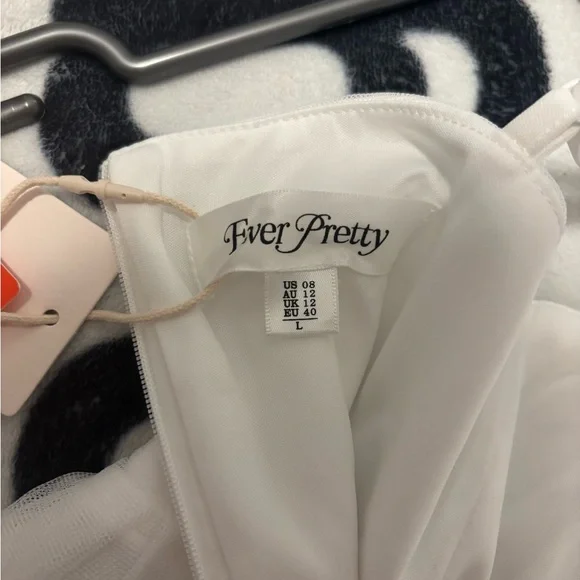 Ever Pretty
US 08
AU 12
UK 12
EU 40
L